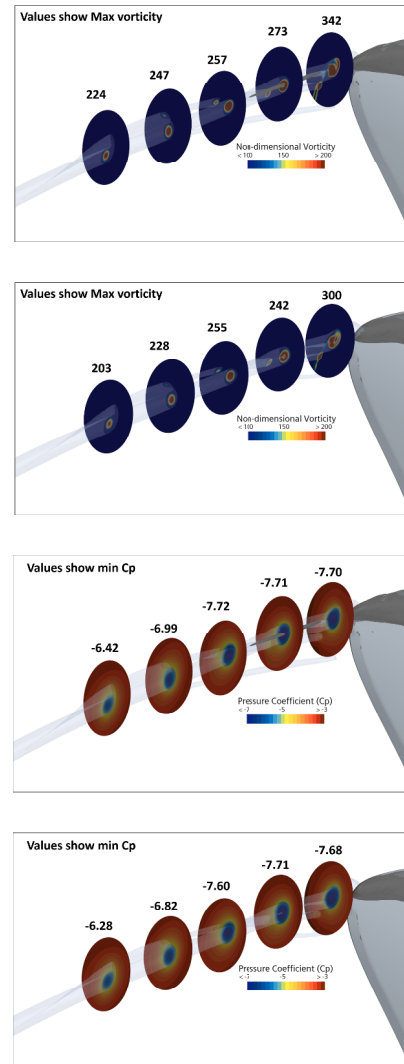 Values show Max vorticity
342
273
257
247
224
Non-dimensional Vorticity
< 100 150 > 200
Values show Max vorticity
300
242
255
228
203
Non-dimensional Vorticity
< 100 150 > 200
Values show min Cp
-7.70
-7.71
-7.72
-6.99
-6.42
Pressure Coefficient (Cp)
< -7 -5 > -3
Values show min Cp
-7.68
-7.71
-7.60
-6.82
-6.28
Pressure Coefficient (Cp)
< -7 -5 > -3